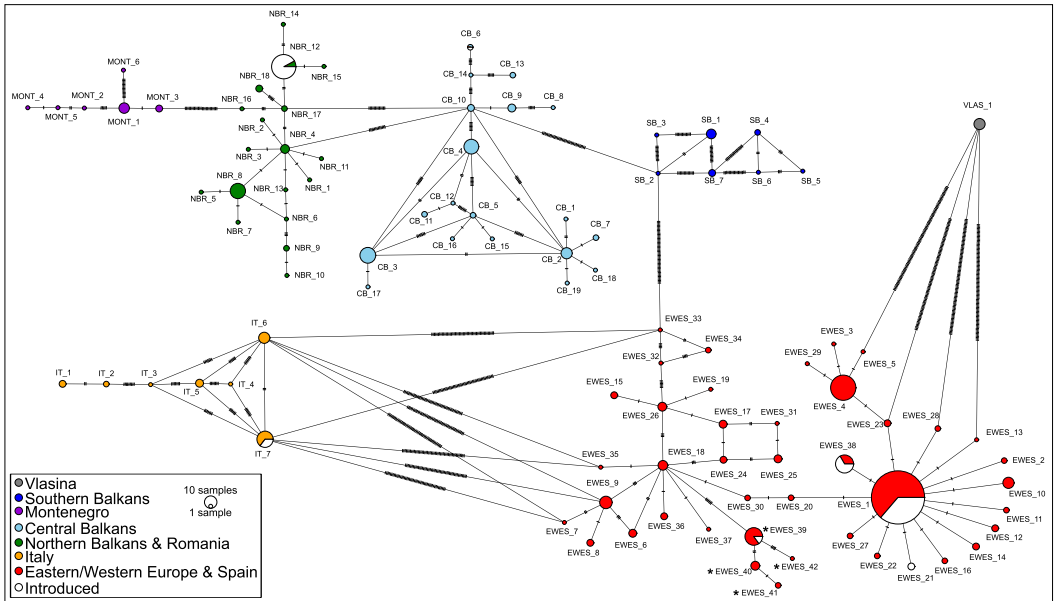 NBR_14
NBR_12
NBR_15
NBR_18
NBR_16
NBR_17
NBR_2
NBR_4
NBR_3
NBR_11
NBR_8
NBR_13
NBR_1
NBR_5
NBR_7
NBR_6
NBR_9
NBR_10
MONT_6
MONT_4
MONT_5
MONT_2
MONT_1
MONT_3
CB_6
CB_14
CB_13
CB_10
CB_9
CB_8
CB_4
CB_12
CB_11
CB_5
CB_16
CB_15
CB_1
CB_7
CB_2
CB_18
CB_19
CB_3
CB_17
SB_3
SB_1
SB_4
SB_2
SB_7
SB_6
SB_5
VLAS_1
IT_6
IT_1
IT_2
IT_3
IT_5
IT_4
IT_7
EWES_33
EWES_34
EWES_32
EWES_15
EWES_19
EWES_26
EWES_17
EWES_31
EWES_35
EWES_18
EWES_24
EWES_25
EWES_9
EWES_7
EWES_8
EWES_6
EWES_36
EWES_37
EWES_30
EWES_20
* EWES_39
* EWES_42
* EWES_40
* EWES_41
EWES_3
EWES_29
EWES_5
EWES_4
EWES_23
EWES_28
EWES_13
EWES_38
EWES_2
EWES_1
EWES_10
EWES_11
EWES_12
EWES_27
EWES_14
EWES_22
EWES_21
EWES_16
Vlasina
Southern Balkans
Montenegro
Central Balkans
Northern Balkans & Romania
Italy
Eastern/Western Europe & Spain
Introduced
10 samples
1 sample